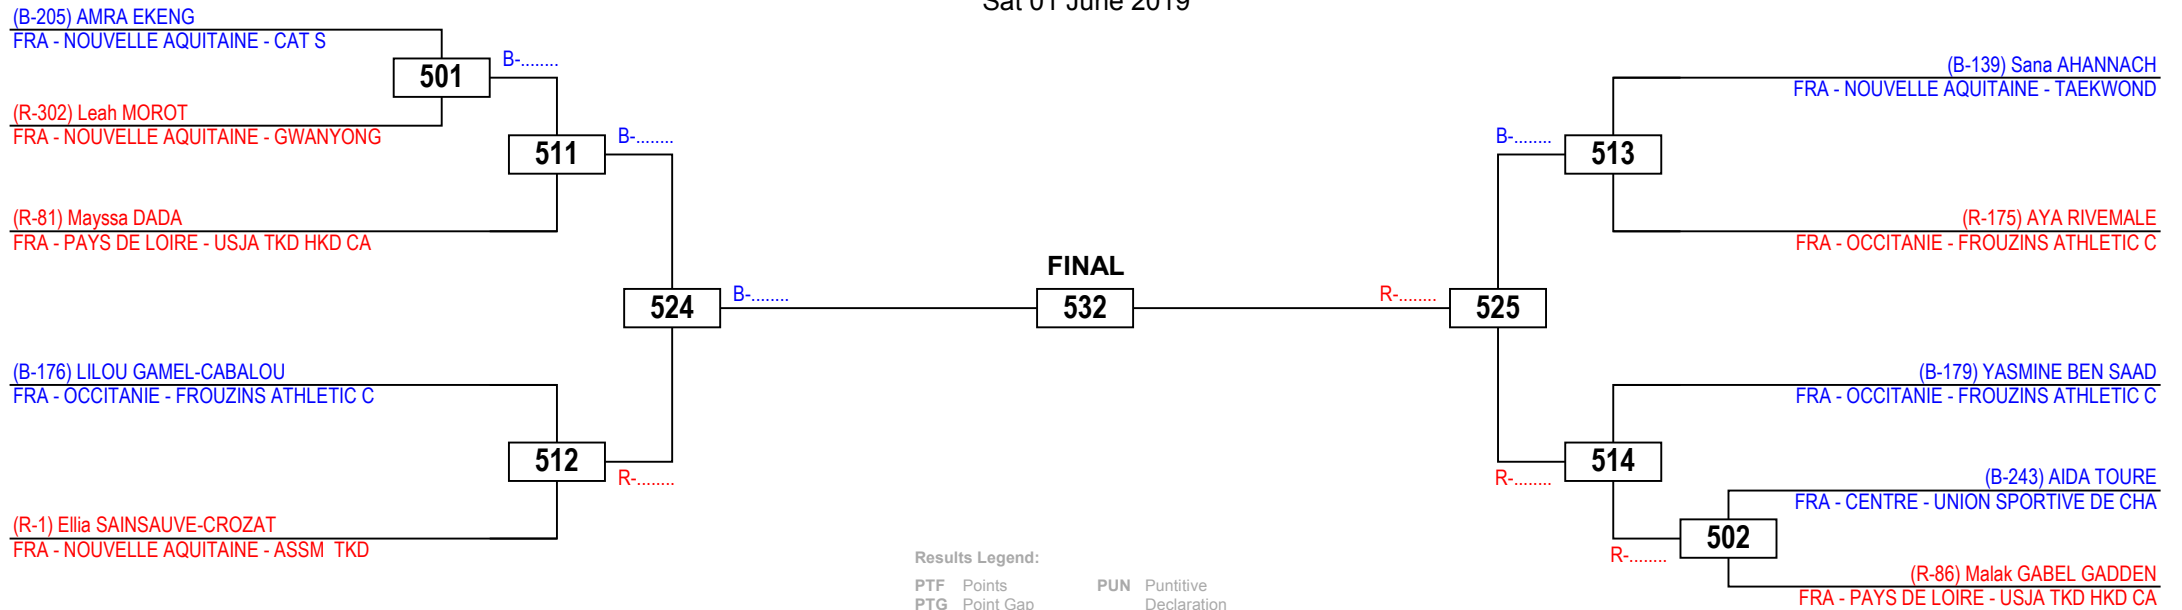 Sat 01 June 2019
(B-205) AMRA EKENG
FRA - NOUVELLE AQUITAINE - CAT S
501
B-........
(R-302) Leah MOROT
FRA - NOUVELLE AQUITAINE - GWANYONG
511
B-........
(R-81) Mayssa DADA
FRA - PAYS DE LOIRE - USJA TKD HKD CA
524
B-........
(B-176) LILOU GAMEL-CABALOU
FRA - OCCITANIE - FROUZINS ATHLETIC C
512
R-........
(R-1) Ellia SAINSAUVE-CROZAT
FRA - NOUVELLE AQUITAINE - ASSM TKD
FINAL
532
(B-139) Sana AHANNACH
FRA - NOUVELLE AQUITAINE - TAEKWOND
B-........
513
(R-175) AYA RIVEMALE
FRA - OCCITANIE - FROUZINS ATHLETIC C
R-........
525
(B-179) YASMINE BEN SAAD
FRA - OCCITANIE - FROUZINS ATHLETIC C
514
R-........
(B-243) AIDA TOURE
FRA - CENTRE - UNION SPORTIVE DE CHA
502
R-........
(R-86) Malak GABEL GADDEN
FRA - PAYS DE LOIRE - USJA TKD HKD CA
Results Legend:
PTF Points PUN Puntitive
PTG Point Gap Declaration